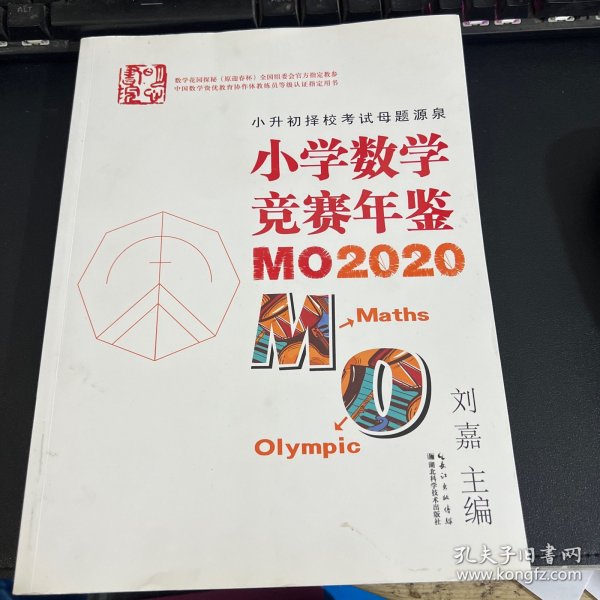 数学花园探秘（原迎春杯）全国组委会官方指定教参
中国数学资优教育协作体教练员等级认证指定用书
小升初择校考试母题源泉
小学数学
竞赛年鉴
MO2020
M
→Maths
O
Olympic
刘嘉 主编
长江出版传媒
湖北科学技术出版社
孔夫子旧书网
www.kongfz.com